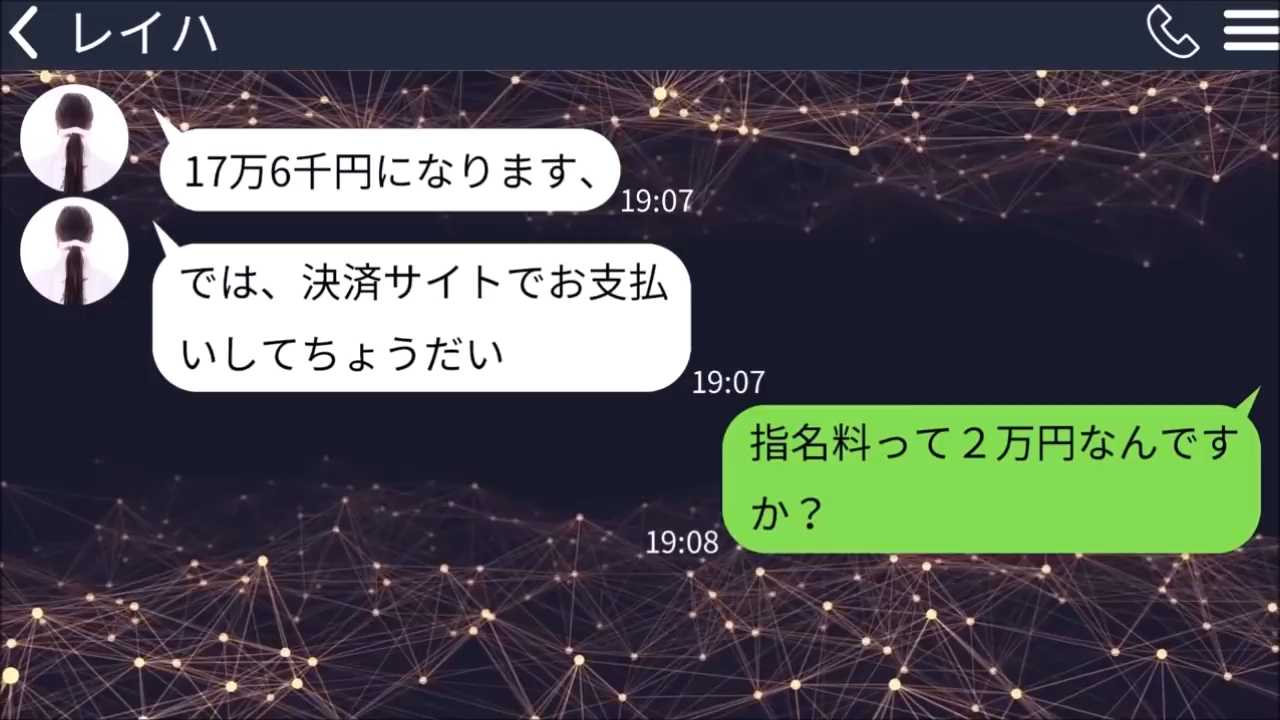 レイハ
17万6千円になります、
19:07
では、決済サイトでお支払
いしてちょうだい
19:07
指名料って２万円なんです
か？
19:08